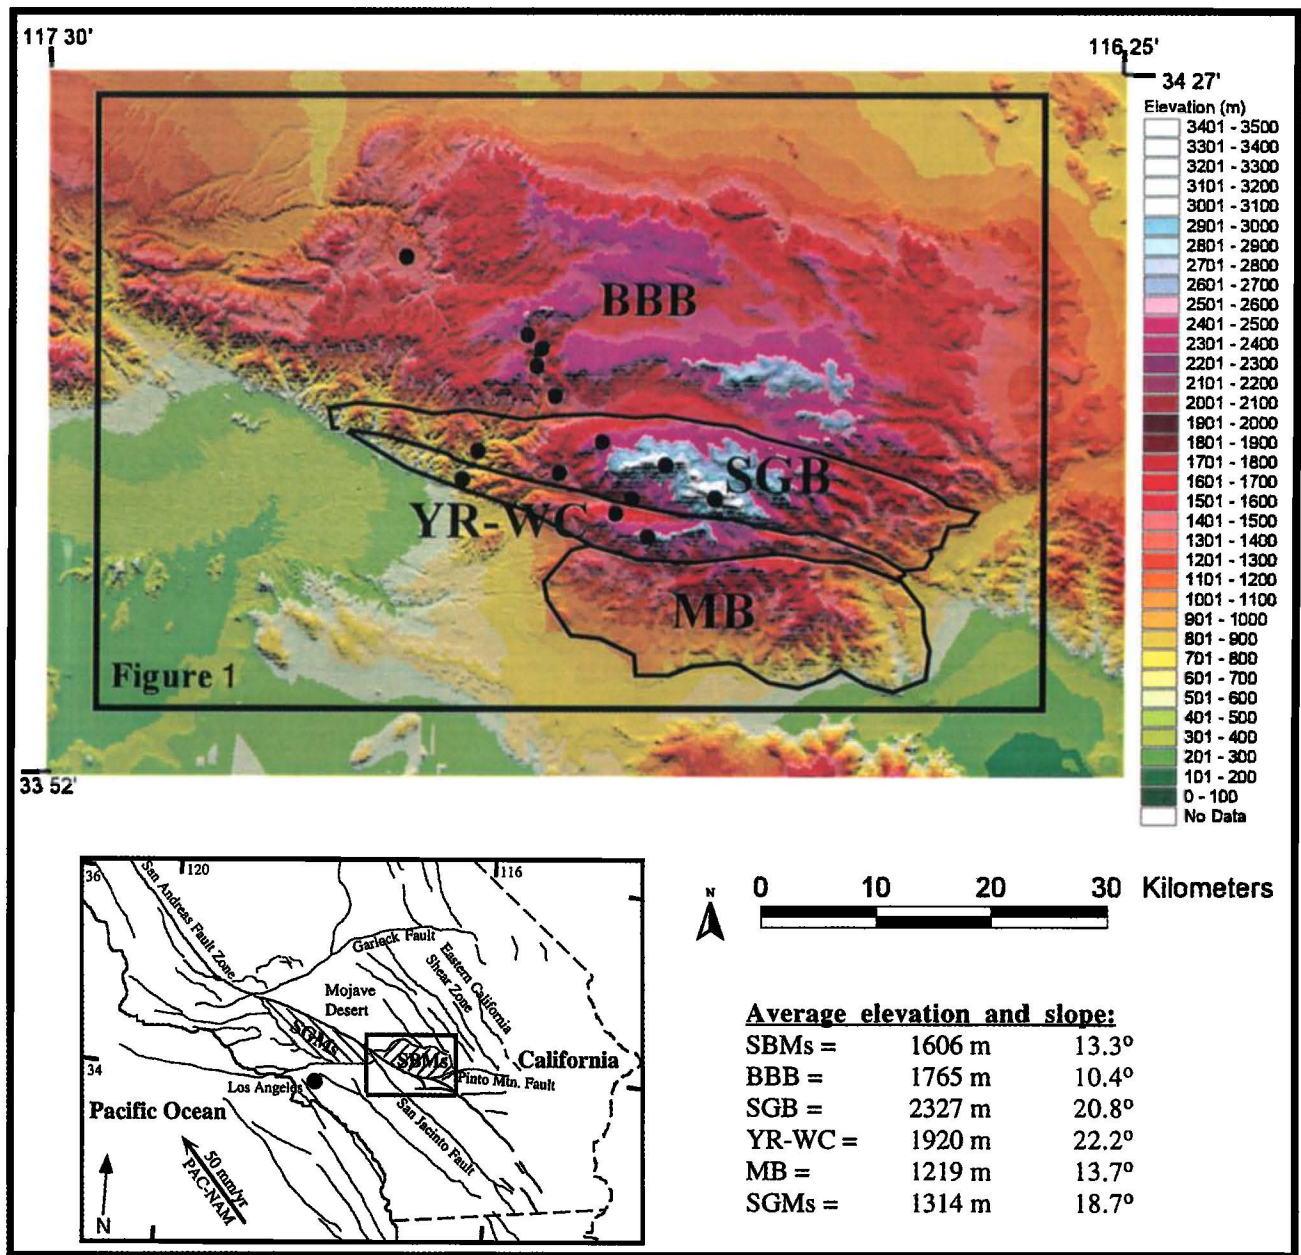 117 30'
116 25'
34 27'
Elevation (m)
3401 - 3500
3301 - 3400
3201 - 3300
3101 - 3200
3001 - 3100
2901 - 3000
2801 - 2900
2701 - 2800
2601 - 2700
2501 - 2600
2401 - 2500
2301 - 2400
2201 - 2300
2101 - 2200
2001 - 2100
1901 - 2000
1801 - 1900
1701 - 1800
1601 - 1700
1501 - 1600
1401 - 1500
1301 - 1400
1201 - 1300
1101 - 1200
1001 - 1100
901 - 1000
801 - 900
701 - 800
601 - 700
501 - 600
401 - 500
301 - 400
201 - 300
101 - 200
0 - 100
No Data
BBB
SGB
YR-WC
MB
Figure 1
33 52'
36
120
116
San Andreas Fault Zone
Garlock Fault
Eastern California
Shear Zone
Mojave
Desert
SGMs
SBMs
California
34
Los Angeles
Pinto Mtn. Fault
Pacific Ocean
San Jacinto Fault
50 mm/yr
PAC-NAM
N
N
0 10 20 30 Kilometers
Average elevation and slope:
SBMs = 1606 m 13.3º
BBB = 1765 m 10.4º
SGB = 2327 m 20.8º
YR-WC = 1920 m 22.2º
MB = 1219 m 13.7º
SGMs = 1314 m 18.7º